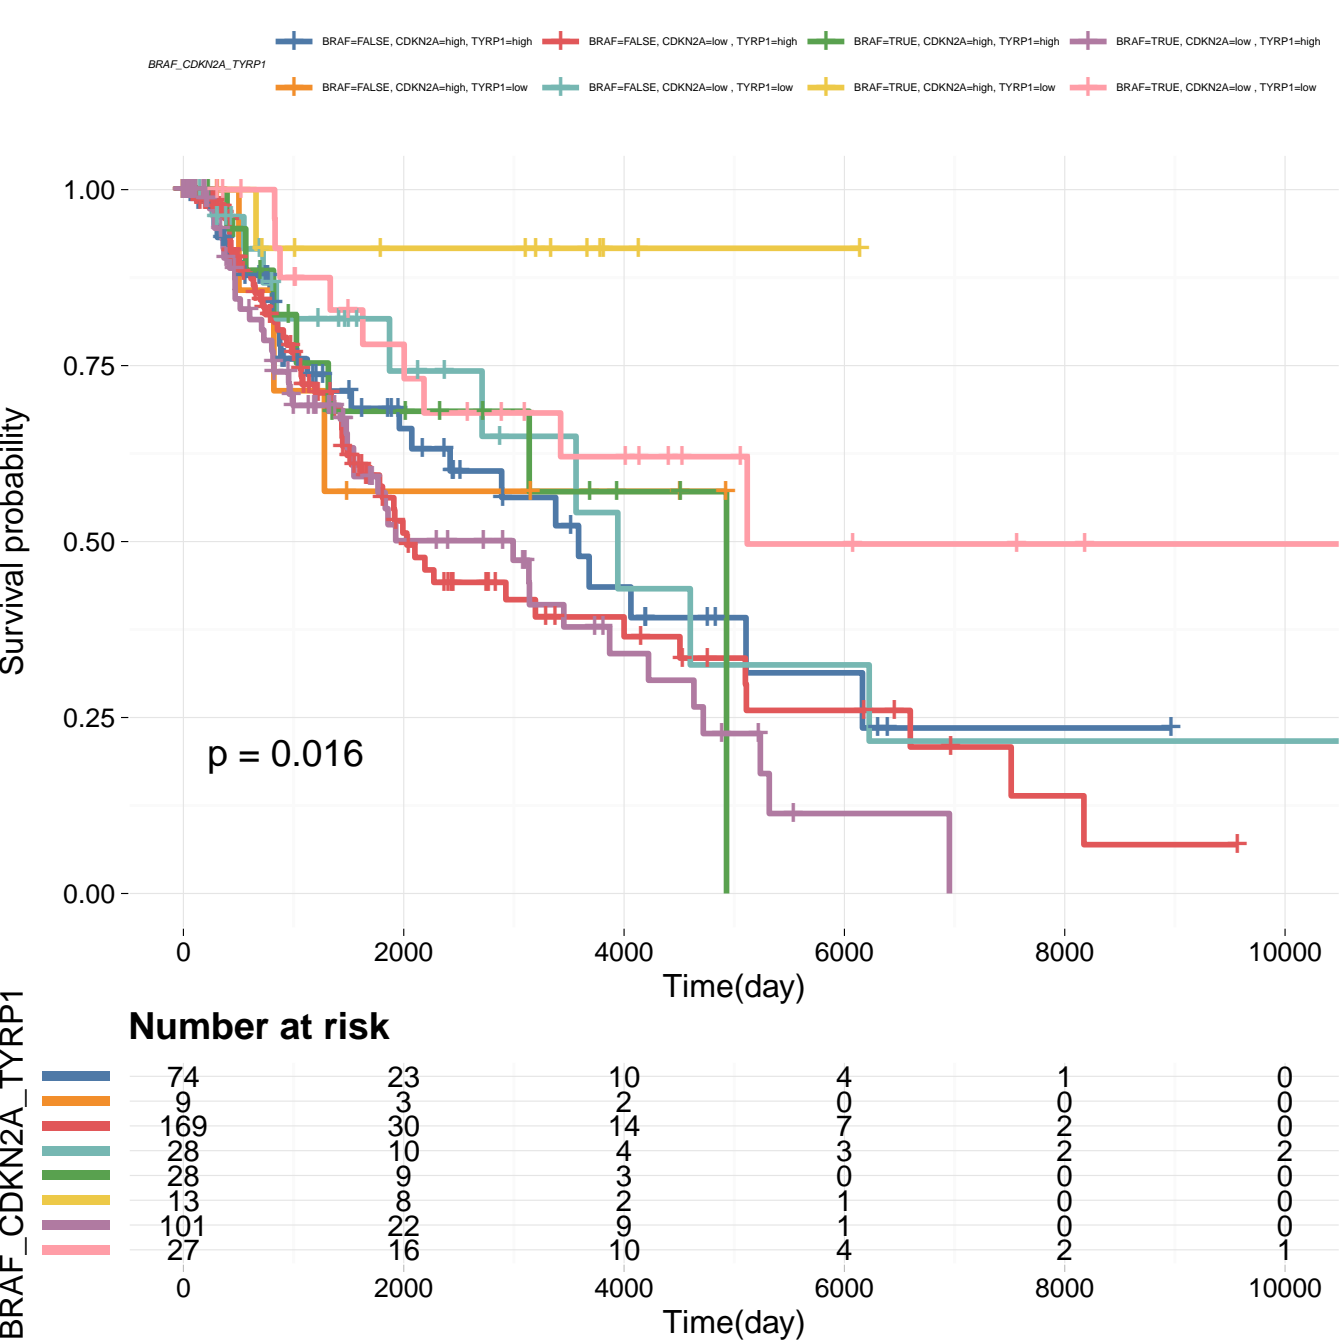 BRAF_CDKN2A_TYRP1
BRAF=FALSE, CDKN2A=high, TYRP1=high
BRAF=FALSE, CDKN2A=low , TYRP1=high
BRAF=TRUE, CDKN2A=high, TYRP1=high
BRAF=TRUE, CDKN2A=low , TYRP1=high
BRAF=FALSE, CDKN2A=high, TYRP1=low
BRAF=FALSE, CDKN2A=low , TYRP1=low
BRAF=TRUE, CDKN2A=high, TYRP1=low
BRAF=TRUE, CDKN2A=low , TYRP1=low
Survival probability
1.00
0.75
0.50
0.25
0.00
p = 0.016
0 2000 4000 6000 8000 10000
Time(day)
Number at risk
BRAF_CDKN2A_TYRP1
74 23 10 4 1 0
9 3 2 0 0 0
169 30 14 7 2 0
28 10 4 3 2 2
28 9 3 0 0 0
13 8 2 1 0 0
101 22 9 1 0 0
27 16 10 4 2 1
0 2000 4000 6000 8000 10000
Time(day)